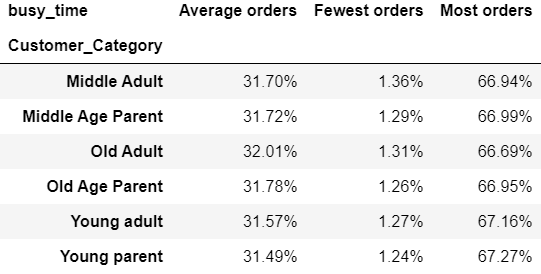 busy_time Average orders Fewest orders Most orders
Customer_Category
Middle Adult 31.70% 1.36% 66.94%
Middle Age Parent 31.72% 1.29% 66.99%
Old Adult 32.01% 1.31% 66.69%
Old Age Parent 31.78% 1.26% 66.95%
Young adult 31.57% 1.27% 67.16%
Young parent 31.49% 1.24% 67.27%